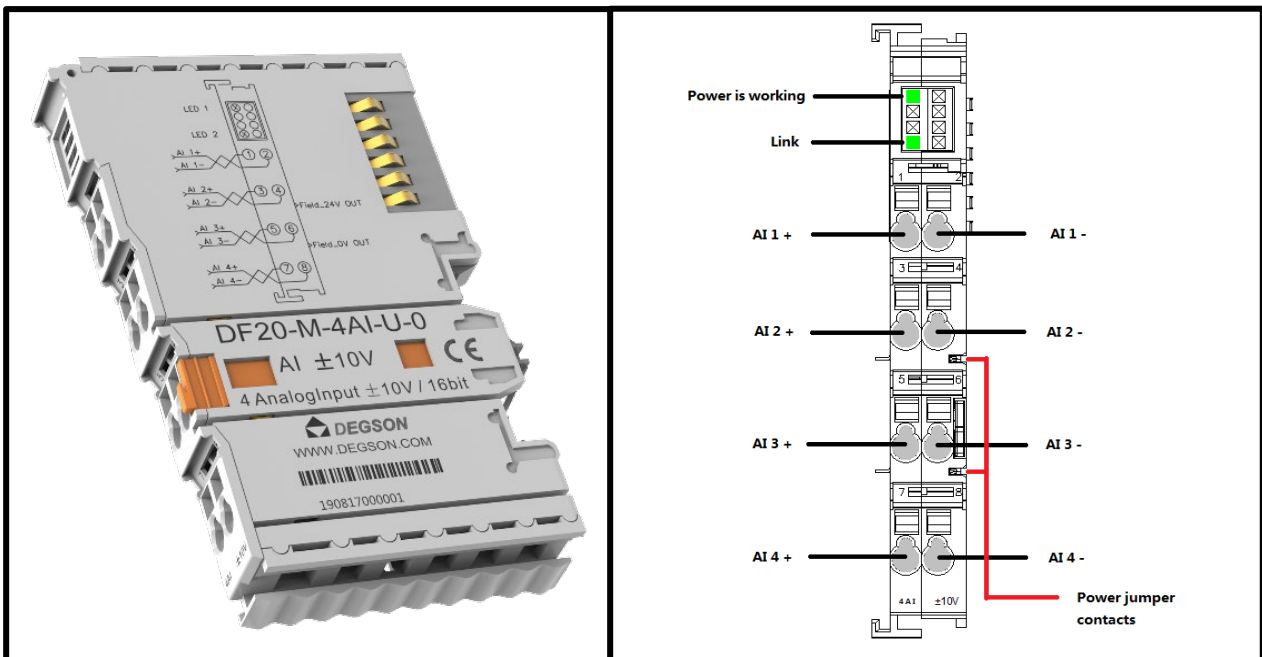 LED 1
LED 2
AI 1+
AI 1-
1 2
AI 2+
AI 2-
3 4
Field_24V OUT
AI 3+
AI 3-
5 6
Field_0V OUT
AI 4+
AI 4-
7 8
DF20-M-4AI-U-0
AI ±10V
CE
4 AnalogInput ±10V / 16bit
DEGSON
WWW.DEGSON.COM
190817000001
4AI ±10V
Power is working
Link
1 2
AI 1 + AI 1 -
3 4
AI 2 + AI 2 -
5 6
AI 3 + AI 3 -
7 8
AI 4 + AI 4 -
4 A I ±10V
Power jumper
contacts